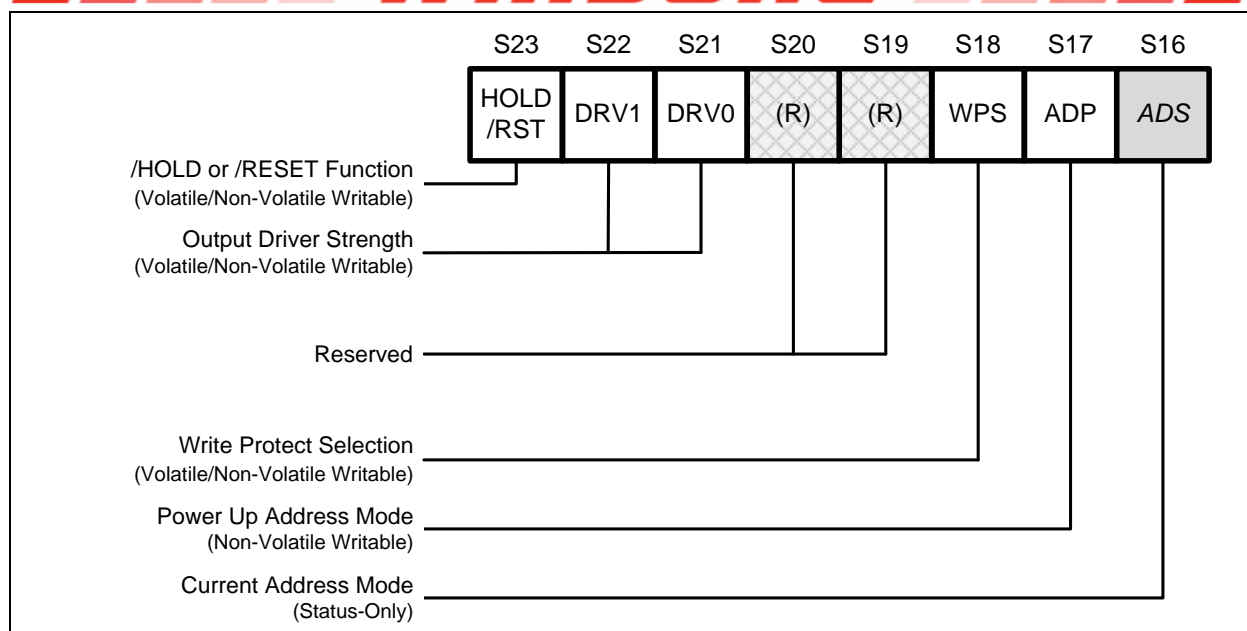 S23 S22 S21 S20 S19 S18 S17 S16
HOLD
/RST DRV1 DRV0 (R) (R) WPS ADP ADS
/HOLD or /RESET Function
(Volatile/Non-Volatile Writable)
Output Driver Strength
(Volatile/Non-Volatile Writable)
Reserved
Write Protect Selection
(Volatile/Non-Volatile Writable)
Power Up Address Mode
(Non-Volatile Writable)
Current Address Mode
(Status-Only)